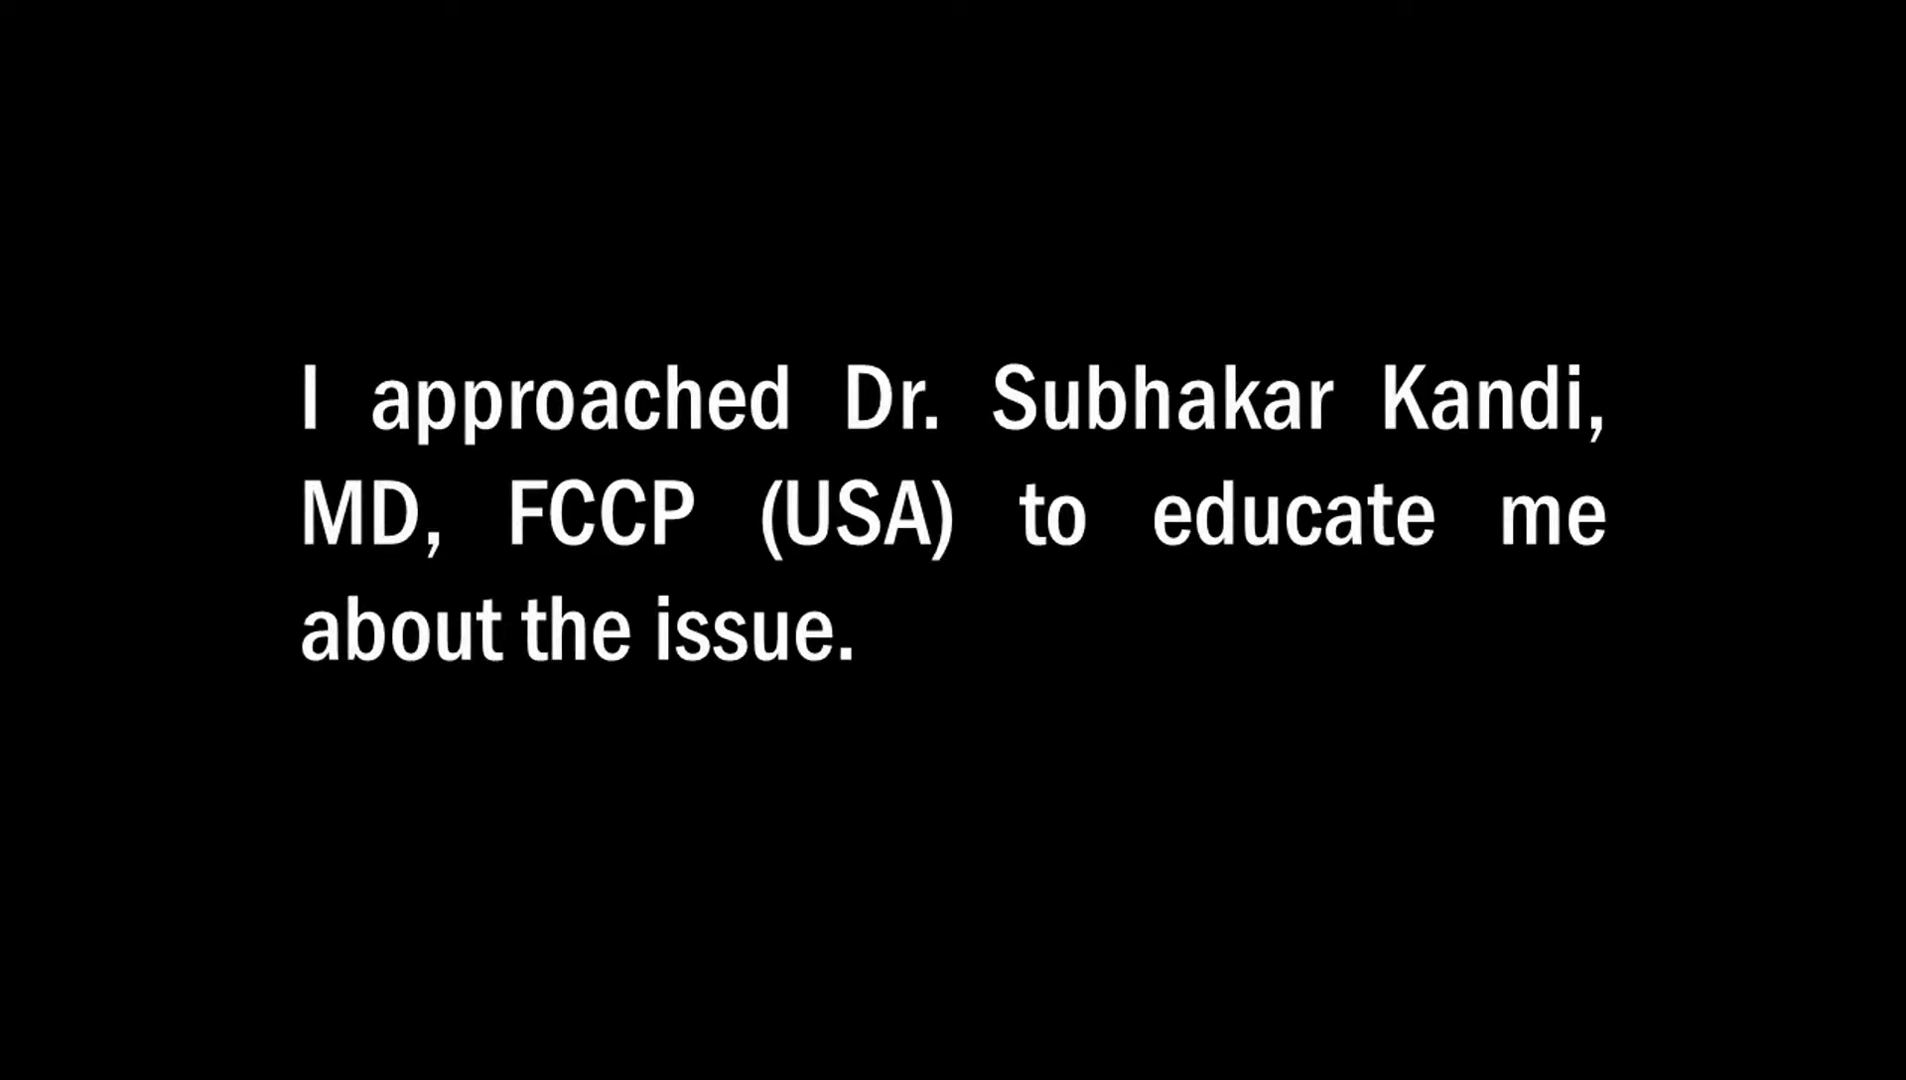 I approached Dr. Subhakar Kandi,
MD, FCCP (USA) to educate me
about the issue.